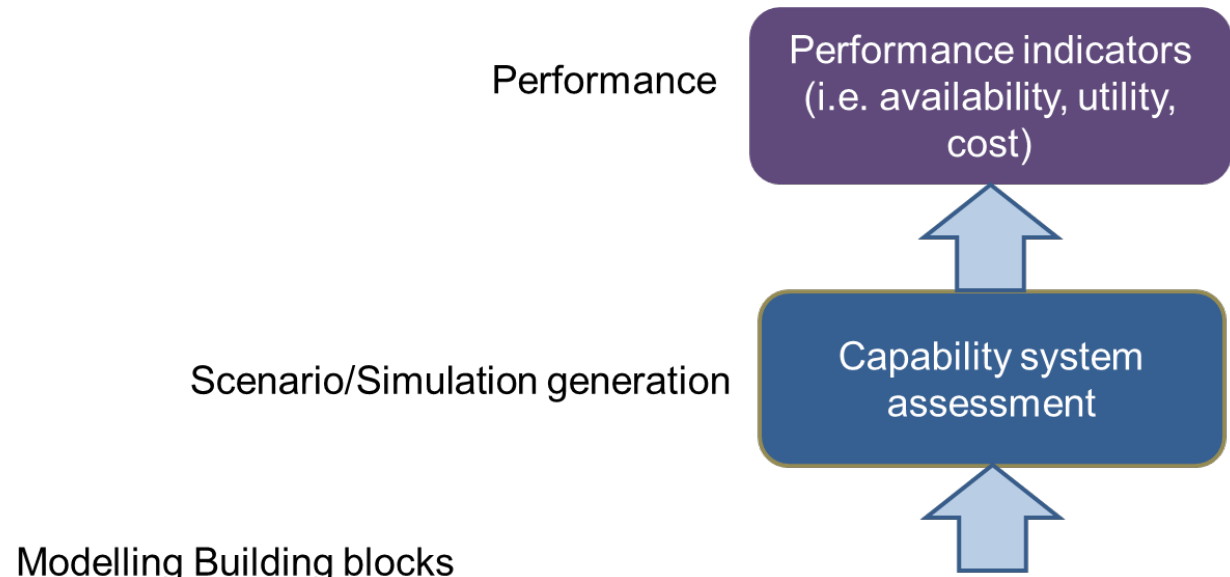 Performance
Performance indicators
(i.e. availability, utility,
cost)
Scenario/Simulation generation
Capability system
assessment
Modelling Building blocks